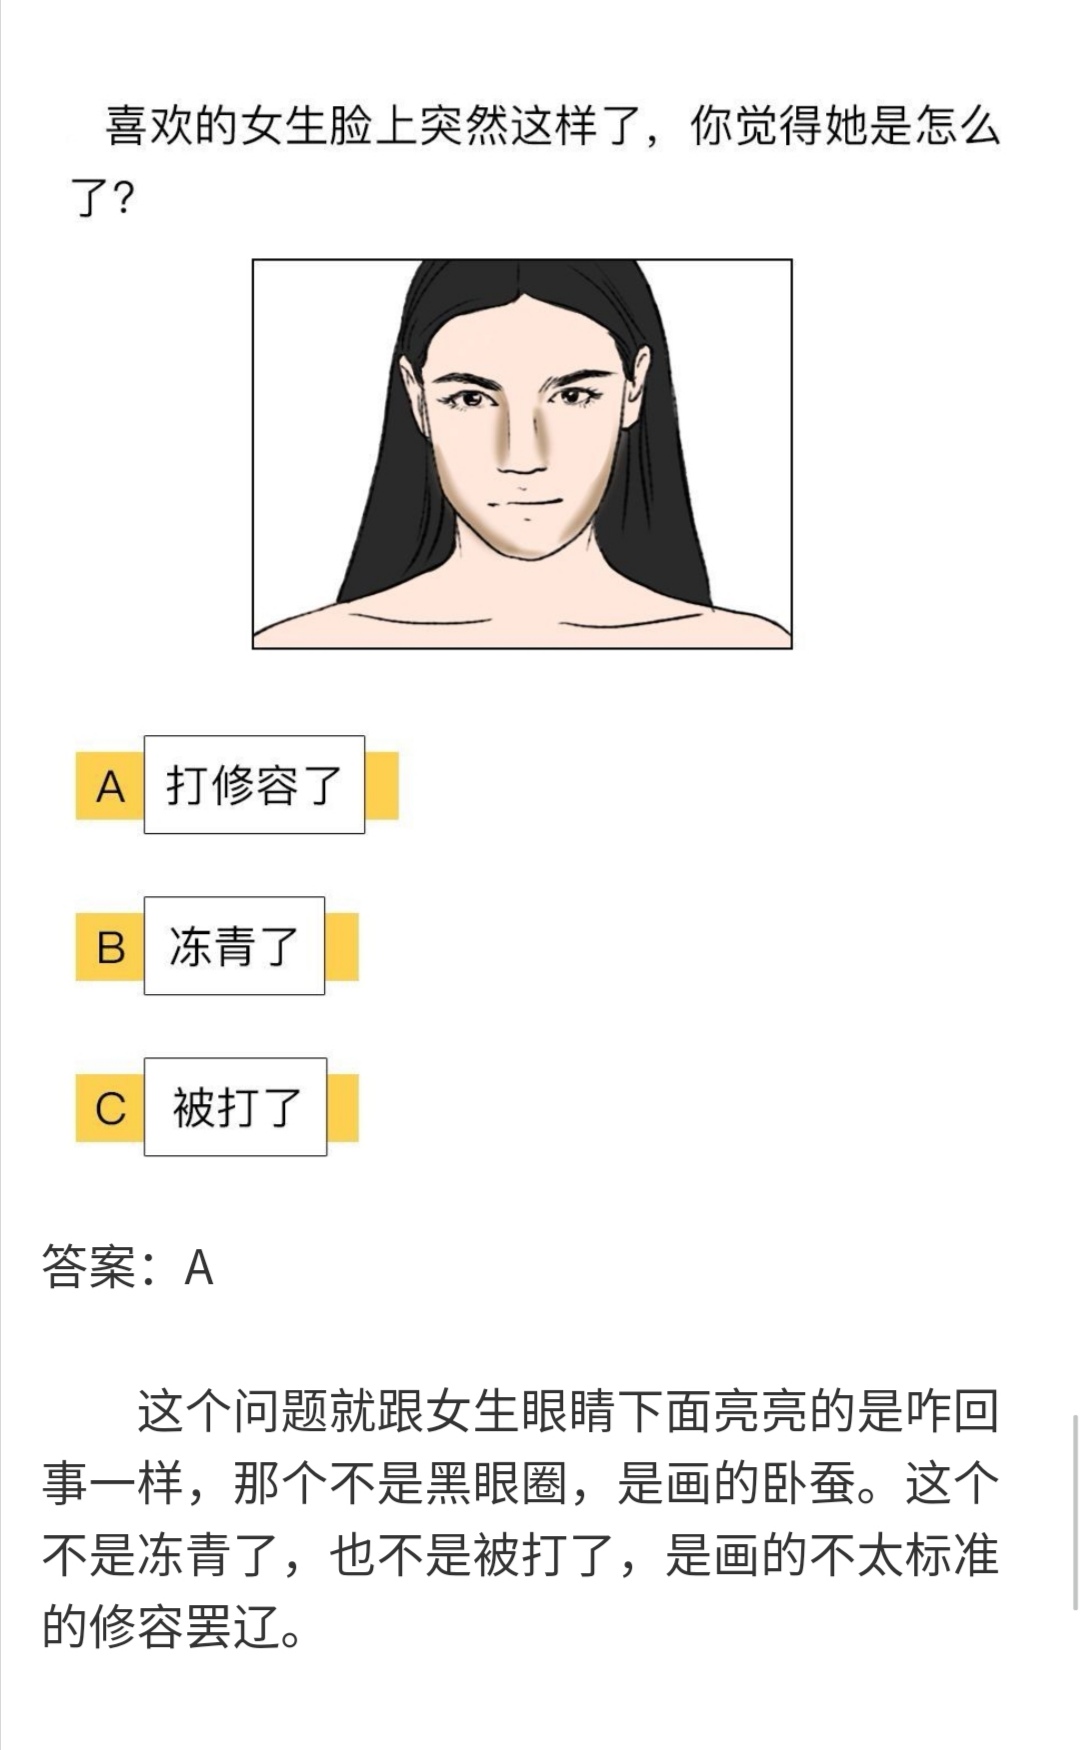 喜欢的女生脸上突然这样了，你觉得她是怎么
了？
A 打修容了
B 冻青了
C 被打了
答案：A
这个问题就跟女生眼睛下面亮亮的是咋回
事一样，那个不是黑眼圈，是画的卧蚕。这个
不是冻青了，也不是被打了，是画的不太标准
的修容罢辽。